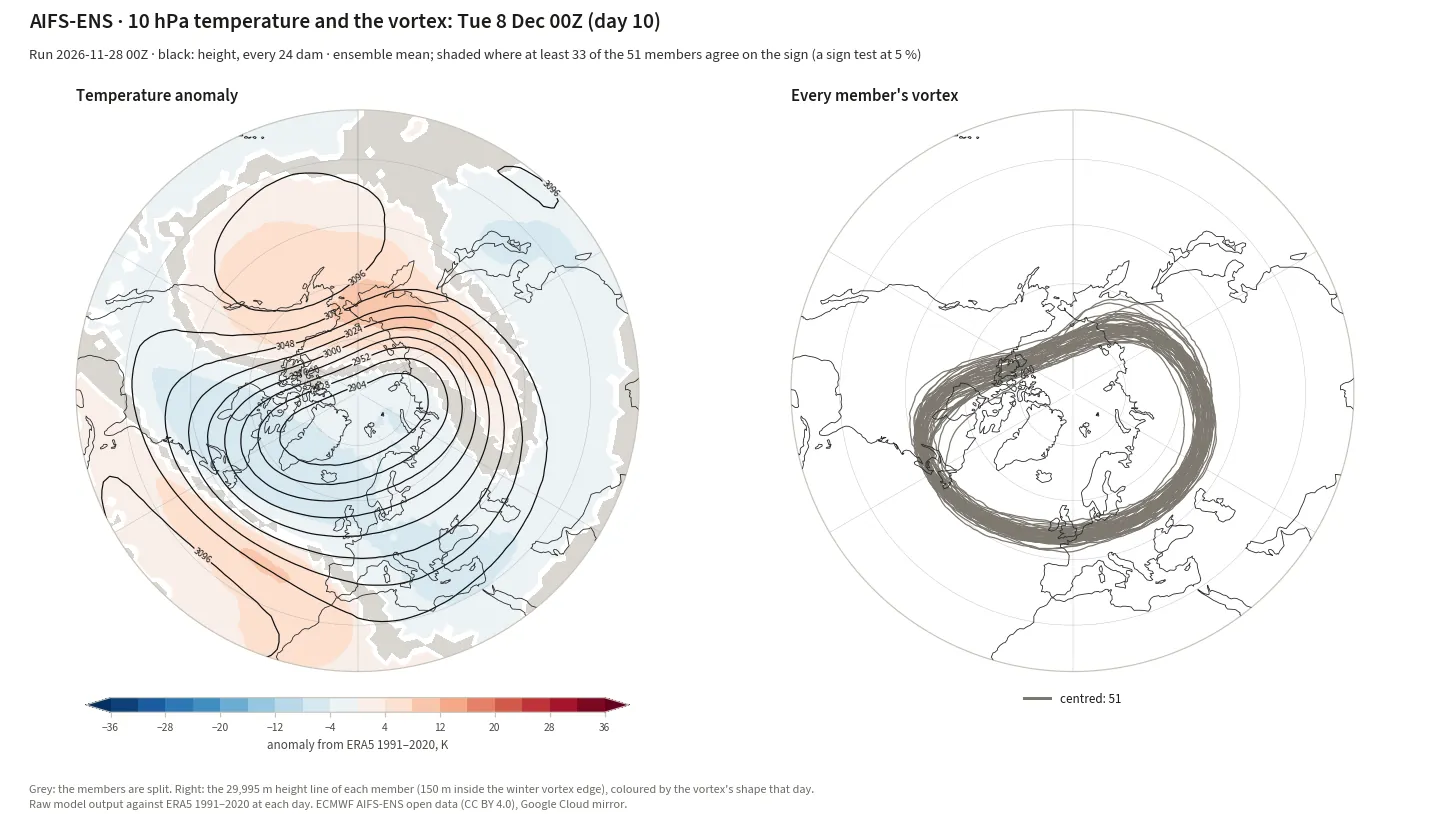 AIFS-ENS · 10 hPa temperature and the vortex: Tue 8 Dec 00Z (day 10)
Run 2026-11-28 00Z · black: height, every 24 dam · ensemble mean; shaded where at least 33 of the 51 members agree on the sign (a sign test at 5 %)
Temperature anomaly
Every member's vortex
3096
3096
3072
3024
3048
3000
2952
2904
3096
centred: 51
−36 −28 −20 −12 −4 4 12 20 28 36
anomaly from ERA5 1991–2020, K
Grey: the members are split. Right: the 29,995 m height line of each member (150 m inside the winter vortex edge), coloured by the vortex's shape that day.
Raw model output against ERA5 1991–2020 at each day. ECMWF AIFS-ENS open data (CC BY 4.0), Google Cloud mirror.